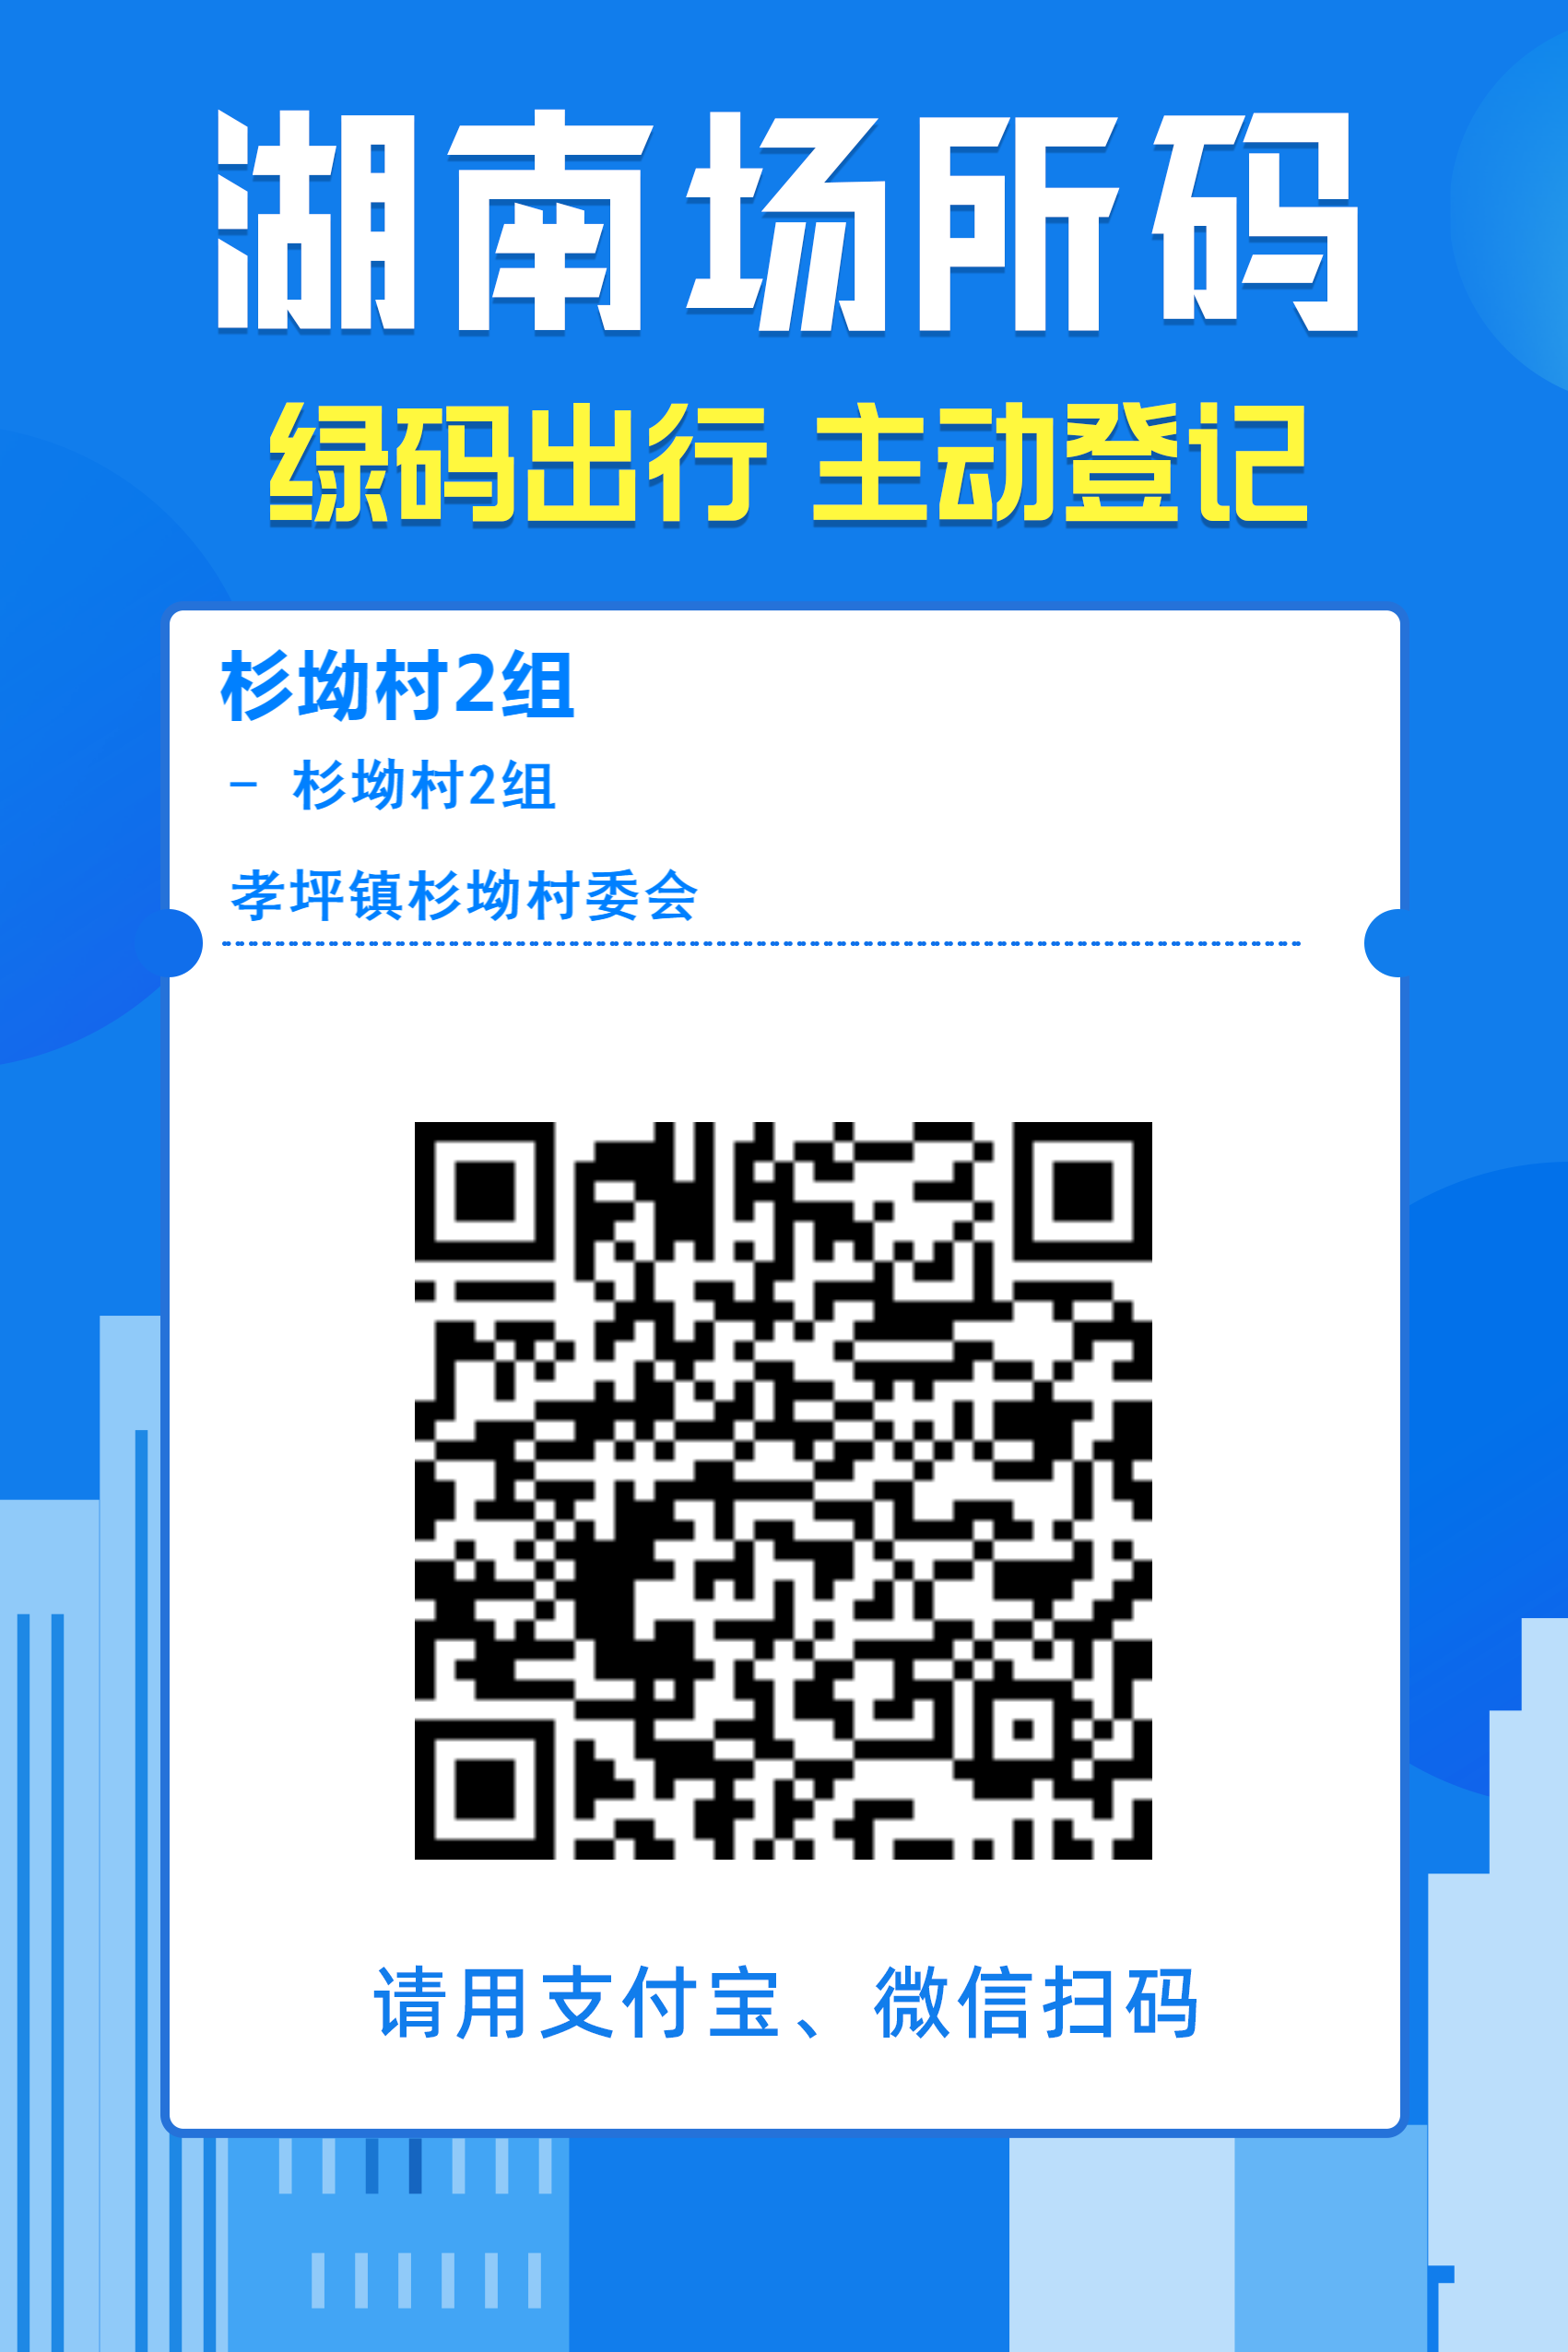 湖南场所码
绿码出行 主动登记
杉坳村2组
- 杉坳村2组
孝坪镇杉坳村委会
请用支付宝、微信扫码